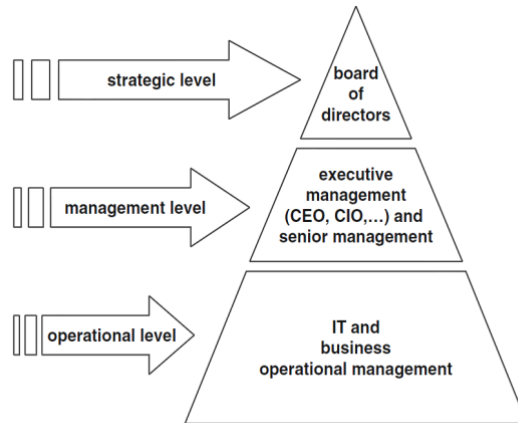 strategic level
board
of
directors
management level
executive
management
(CEO, CIO,...) and
senior management
operational level
IT and
business
operational management